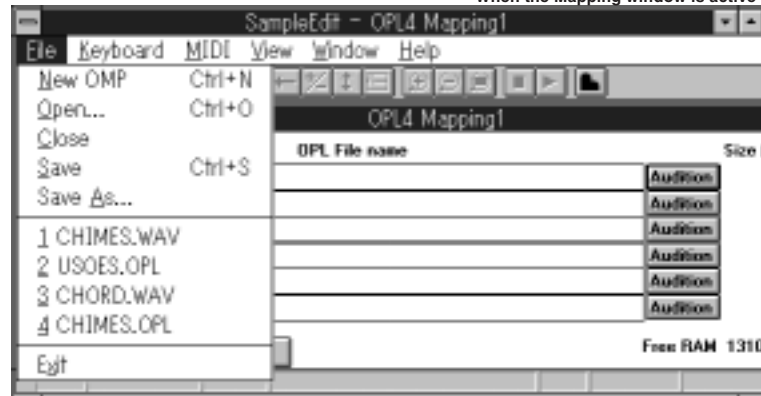 When the Mapping window is active
SampleEdit - OPL4 Mapping1
File Keyboard MIDI View Window Help
New OMP Ctrl+N
Open... Ctrl+O
Close
Save Ctrl+S
Save As...
1 CHIMES.WAV
2 USOES.OPL
3 CHORD.WAV
4 CHIMES.OPL
Exit
OPL4 Mapping1
OPL File name Size
Audition
Audition
Audition
Audition
Audition
Audition
Free RAM 1310